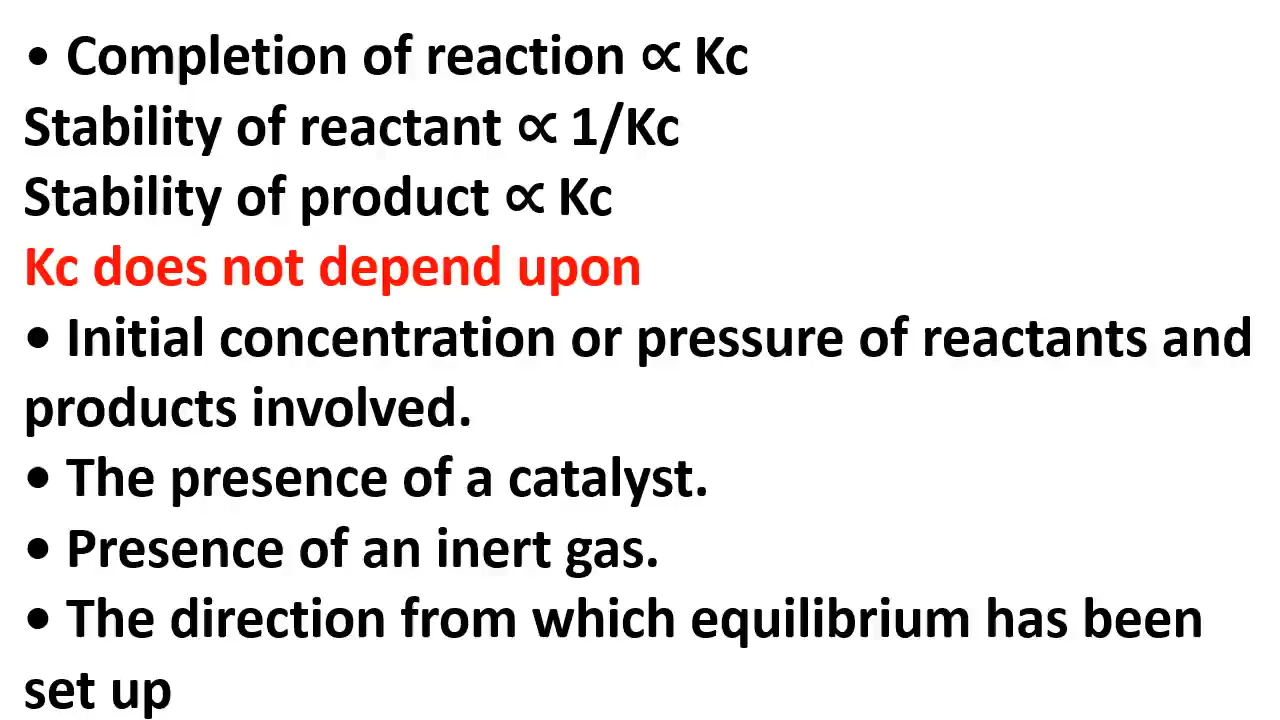 • Completion of reaction ∝ Kc
Stability of reactant ∝ 1/Kc
Stability of product ∝ Kc
Kc does not depend upon
• Initial concentration or pressure of reactants and
products involved.
• The presence of a catalyst.
• Presence of an inert gas.
• The direction from which equilibrium has been
set up